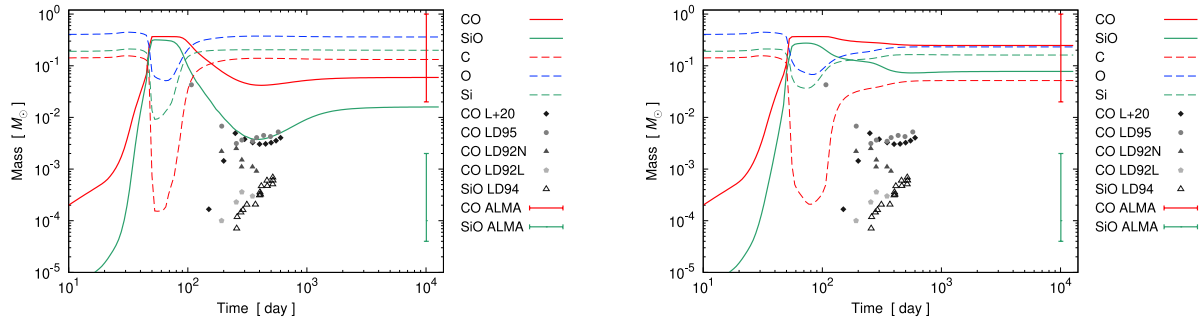 10^0
10^-1
10^-2
10^-3
10^-4
10^-5
Mass [ M_⊙ ]
10^1
10^2
10^3
10^4
Time [ day ]
CO
SiO
C
O
Si
CO L+20
CO LD95
CO LD92N
CO LD92L
SiO LD94
CO ALMA
SiO ALMA
10^0
10^-1
10^-2
10^-3
10^-4
10^-5
Mass [ M_⊙ ]
10^1
10^2
10^3
10^4
Time [ day ]
CO
SiO
C
O
Si
CO L+20
CO LD95
CO LD92N
CO LD92L
SiO LD94
CO ALMA
SiO ALMA